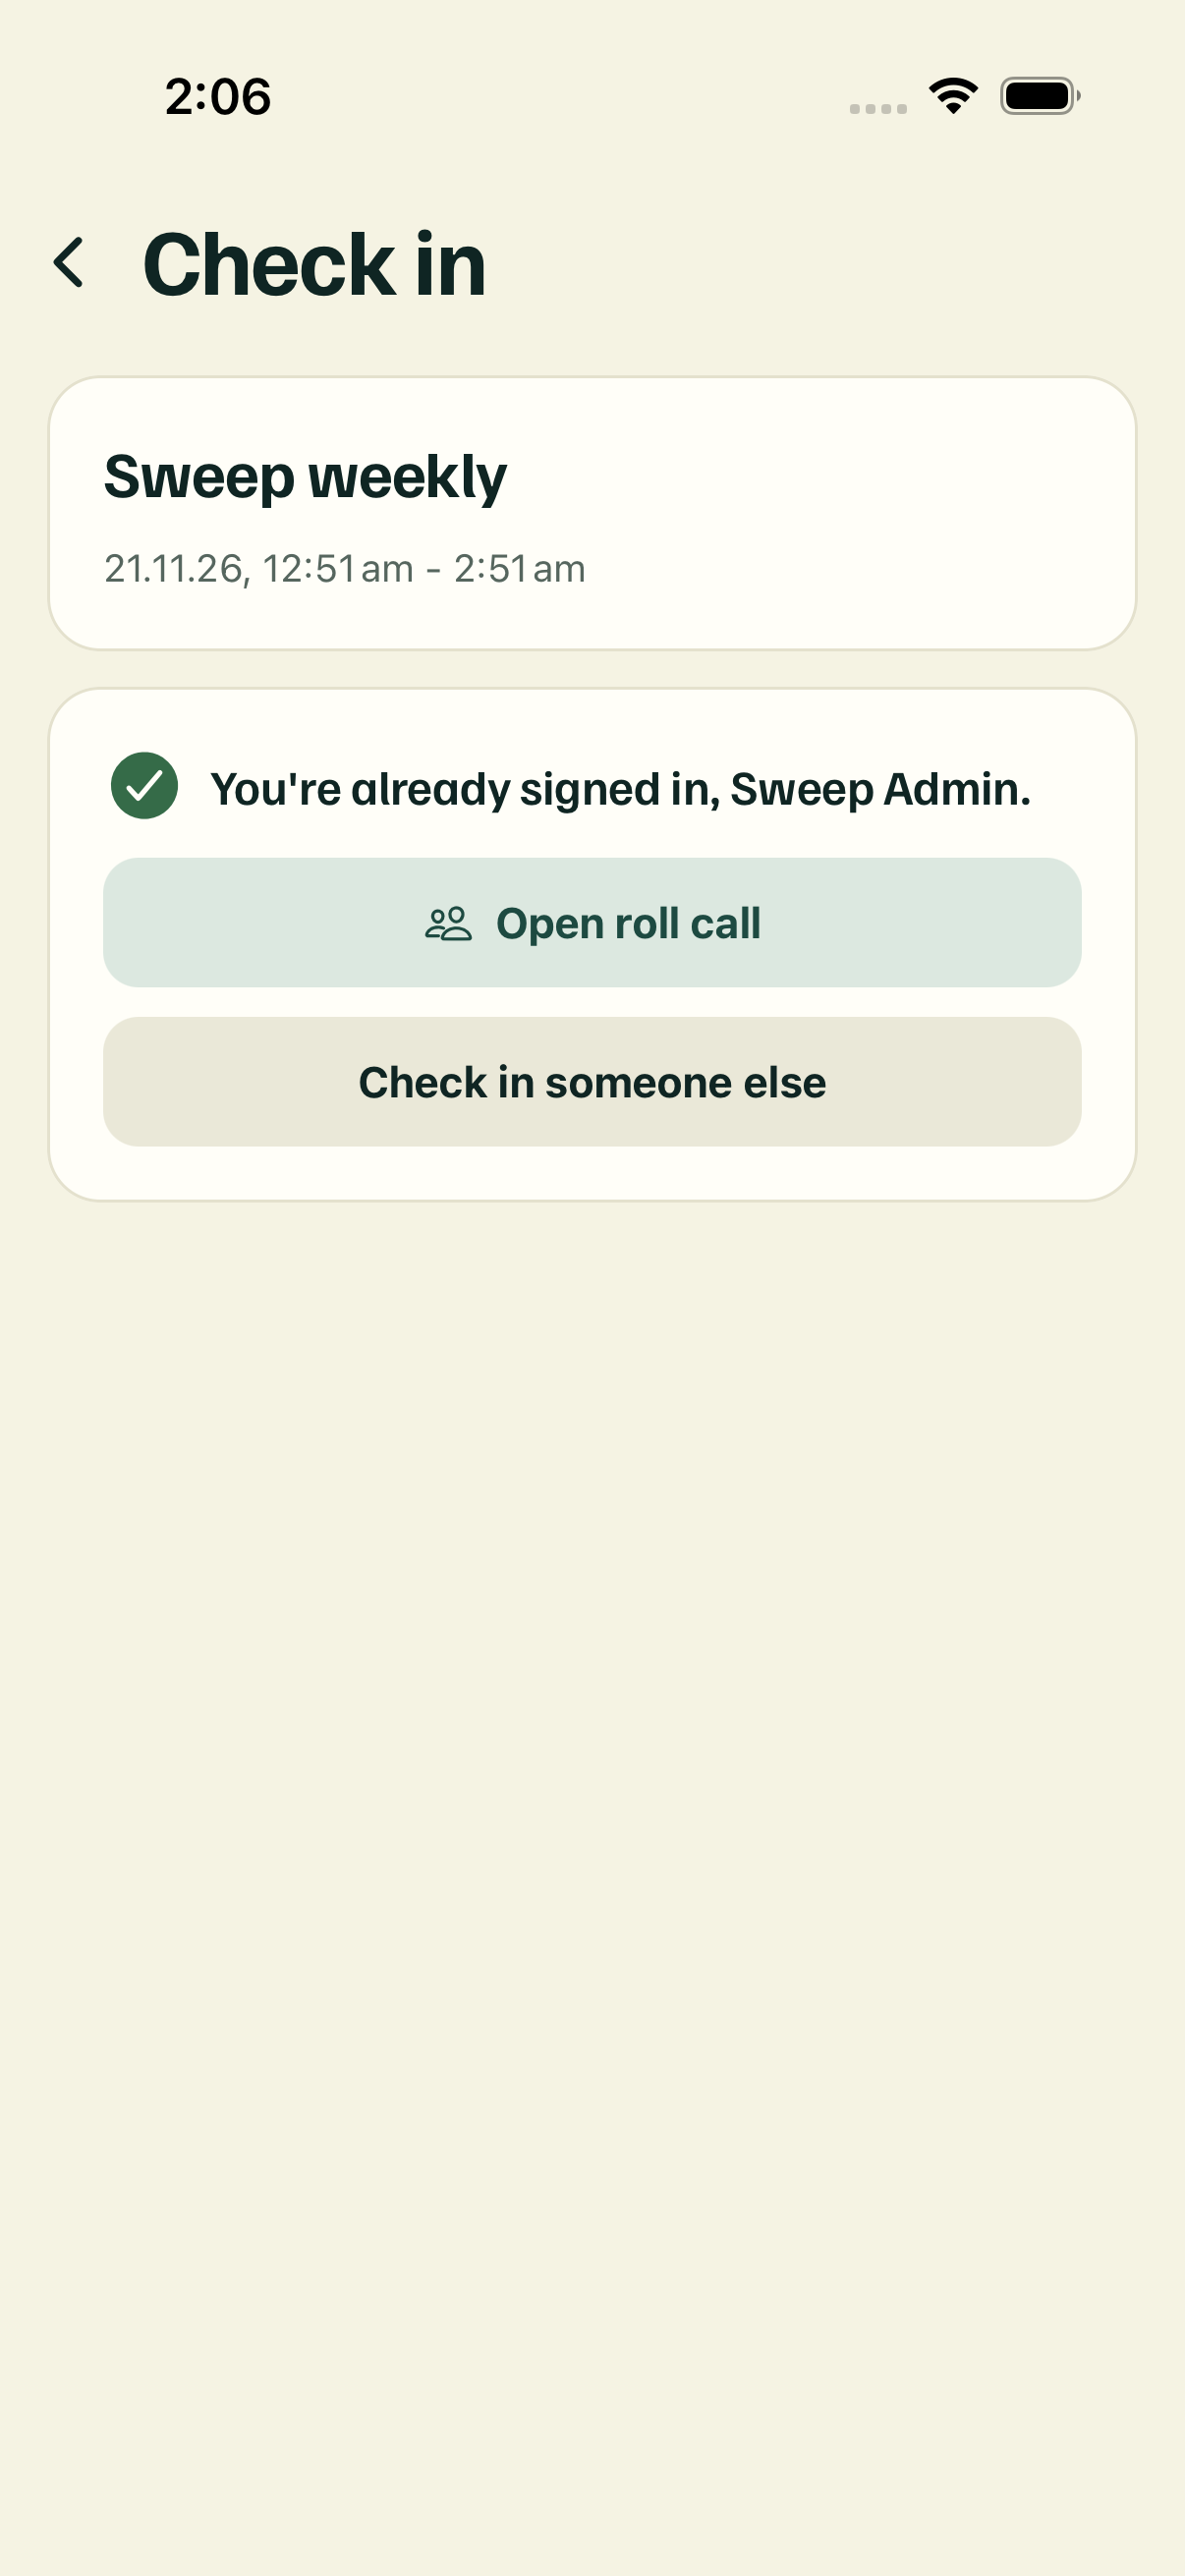 2:06
Check in
Sweep weekly
21.11.26, 12:51 am - 2:51 am
You're already signed in, Sweep Admin.
Open roll call
Check in someone else